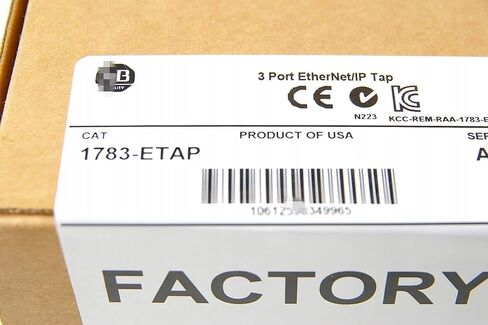 B
3 Port EtherNet/IP Tap
CE
N223 KCC-REM-RAA-1783-E
CAT PRODUCT OF USA SER
1783-ETAP A
FACTORY